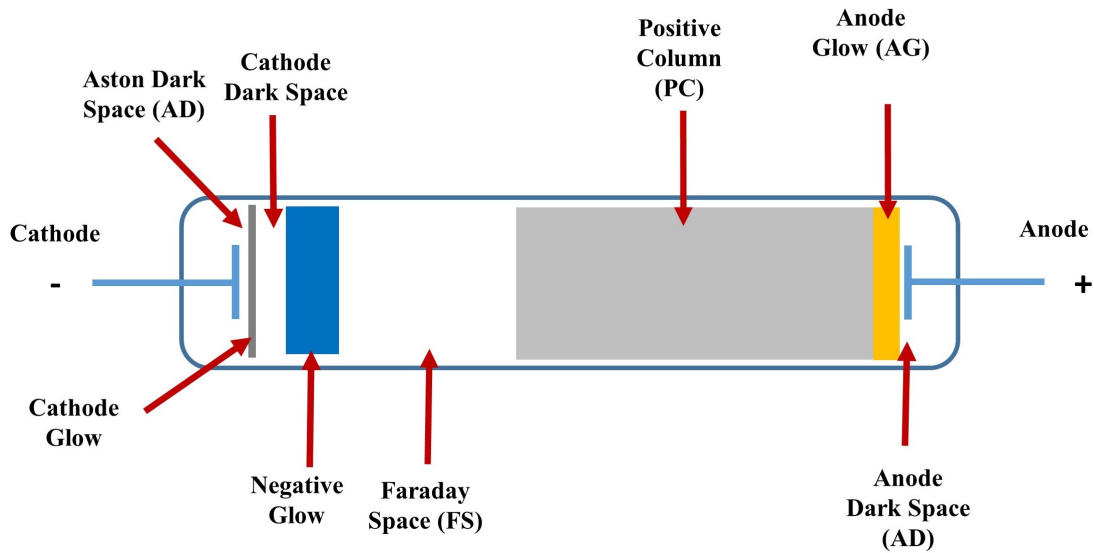 Anode
Glow (AG)
Positive
Column
(PC)
Cathode
Dark Space
Aston Dark
Space (AD)
Cathode
Anode
-
+
Cathode
Glow
Negative
Glow
Faraday
Space (FS)
Anode
Dark Space
(AD)